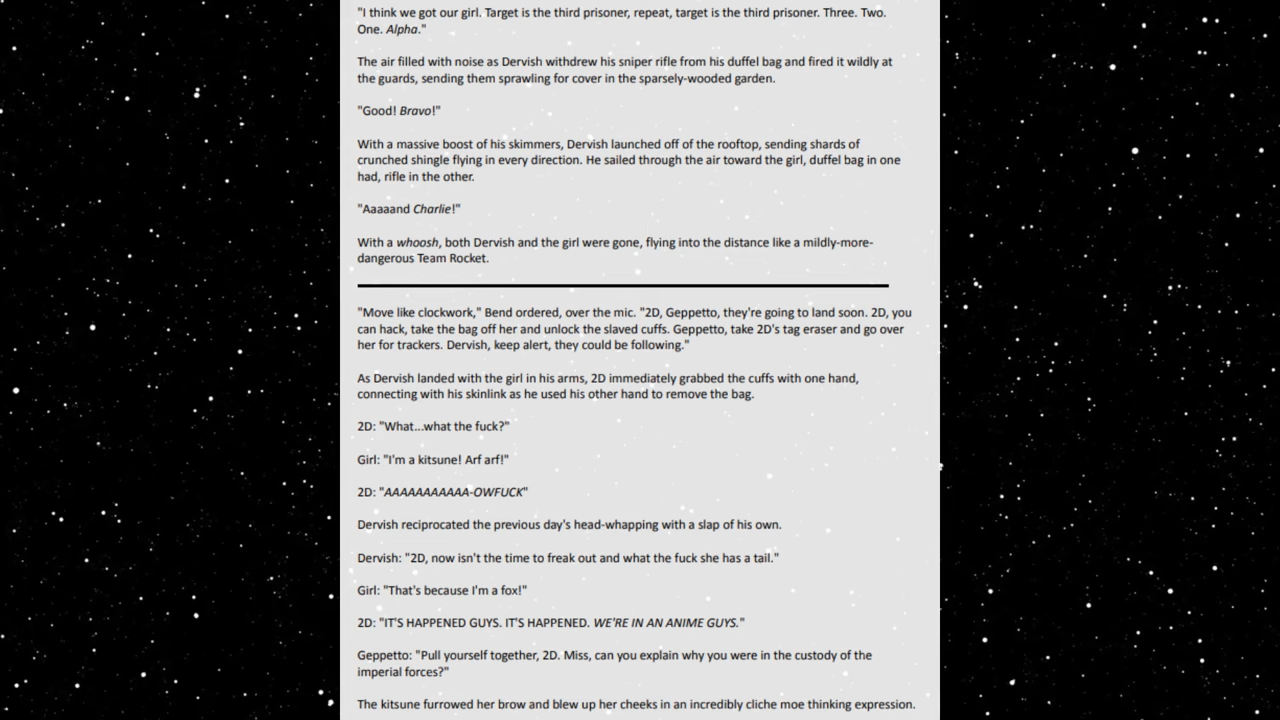 "I think we got our girl. Target is the third prisoner, repeat, target is the third prisoner. Three. Two.
One. Alpha."
The air filled with noise as Dervish withdrew his sniper rifle from his duffel bag and fired it wildly at
the guards, sending them sprawling for cover in the sparsely-wooded garden.
"Good! Bravo!"
With a massive boost of his skimmers, Dervish launched off of the rooftop, sending shards of
crunched shingle flying in every direction. He sailed through the air toward the girl, duffel bag in one
had, rifle in the other.
"Aaaaand Charlie!"
With a whoosh, both Dervish and the girl were gone, flying into the distance like a mildly-more-
dangerous Team Rocket.
"Move like clockwork," Bend ordered, over the mic. "2D, Geppetto, they're going to land soon. 2D, you
can hack, take the bag off her and unlock the slaved cuffs. Geppetto, take 2D's tag eraser and go over
her for trackers. Dervish, keep alert, they could be following."
As Dervish landed with the girl in his arms, 2D immediately grabbed the cuffs with one hand,
connecting with his skinlink as he used his other hand to remove the bag.
2D: "What...what the fuck?"
Girl: "I'm a kitsune! Arf arf!"
2D: "AAAAAAAAAAA-OWFUCK"
Dervish reciprocated the previous day's head-whapping with a slap of his own.
Dervish: "2D, now isn't the time to freak out and what the fuck she has a tail."
Girl: "That's because I'm a fox!"
2D: "IT'S HAPPENED GUYS. IT'S HAPPENED. WE'RE IN AN ANIME GUYS."
Geppetto: "Pull yourself together, 2D. Miss, can you explain why you were in the custody of the
imperial forces?"
The kitsune furrowed her brow and blew up her cheeks in an incredibly cliche moe thinking expression.